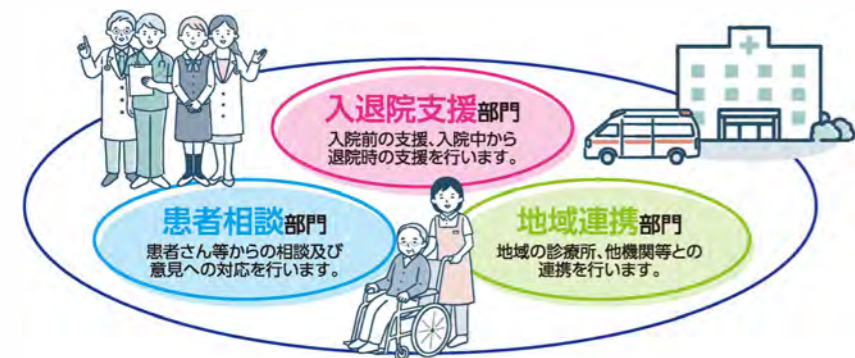 入退院支援部門
入院前の支援、入院中から
退院時の支援を行います。
患者相談部門
患者さん等からの相談及び
意見への対応を行います。
地域連携部門
地域の診療所、他機関等との
連携を行います。